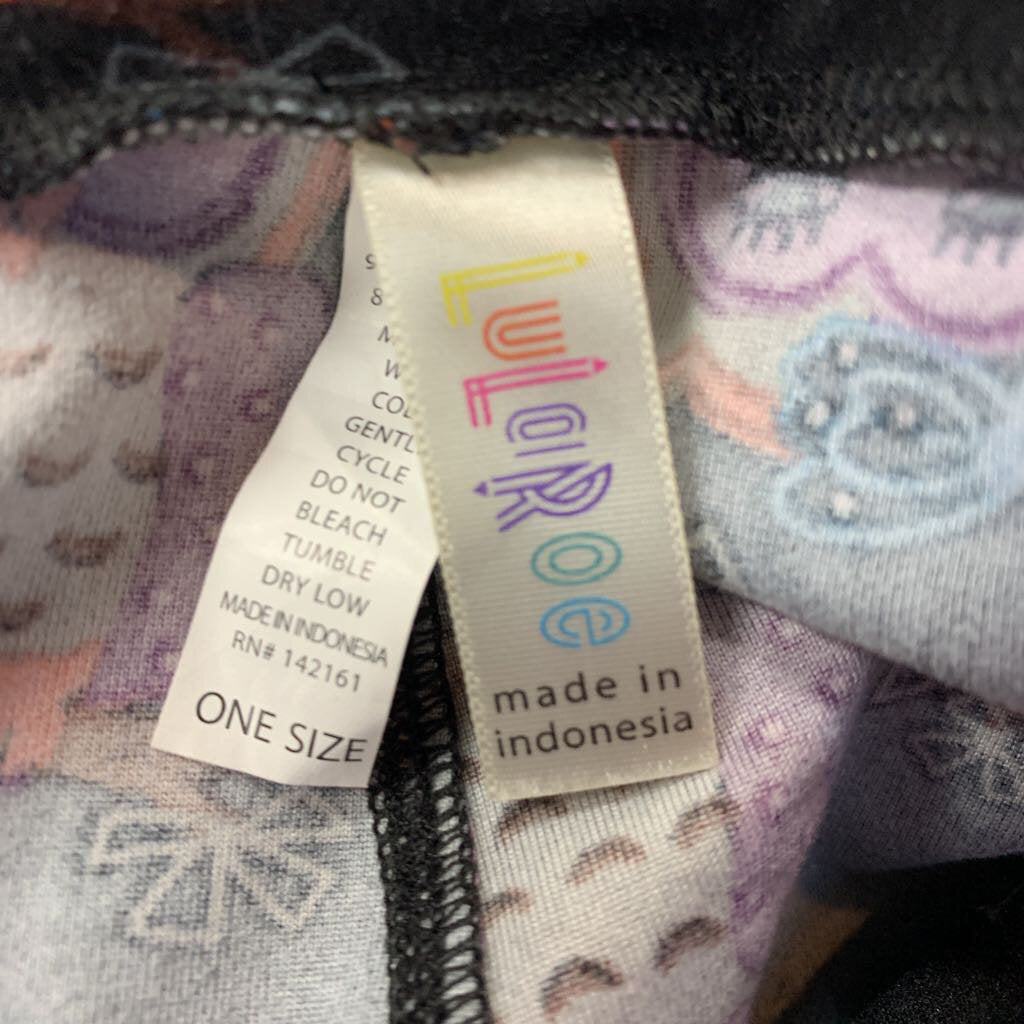 GENTL
CYCLE
DO NOT
BLEACH
TUMBLE
DRY LOW
MADE IN INDONESIA
RN# 142161
ONE SIZE
LuLaRoe
made in
indonesia